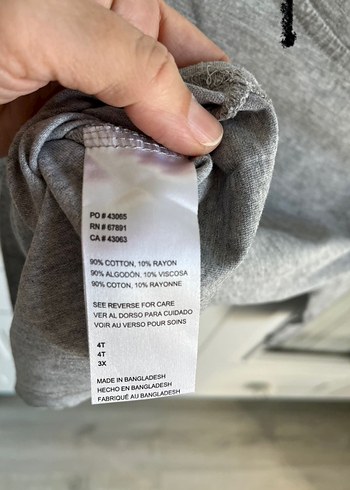 PO # 43065
RN # 67891
CA # 43063
90% COTTON, 10% RAYON
90% ALGODÓN, 10% VISCOSA
90% COTON, 10% RAYONNE
SEE REVERSE FOR CARE
VER AL DORSO PARA CUIDADO
VOIR AU VERSO POUR SOINS
4T
4T
3X
MADE IN BANGLADESH
HECHO EN BANGLADESH
FABRIQUÉ AU BANGLADESH